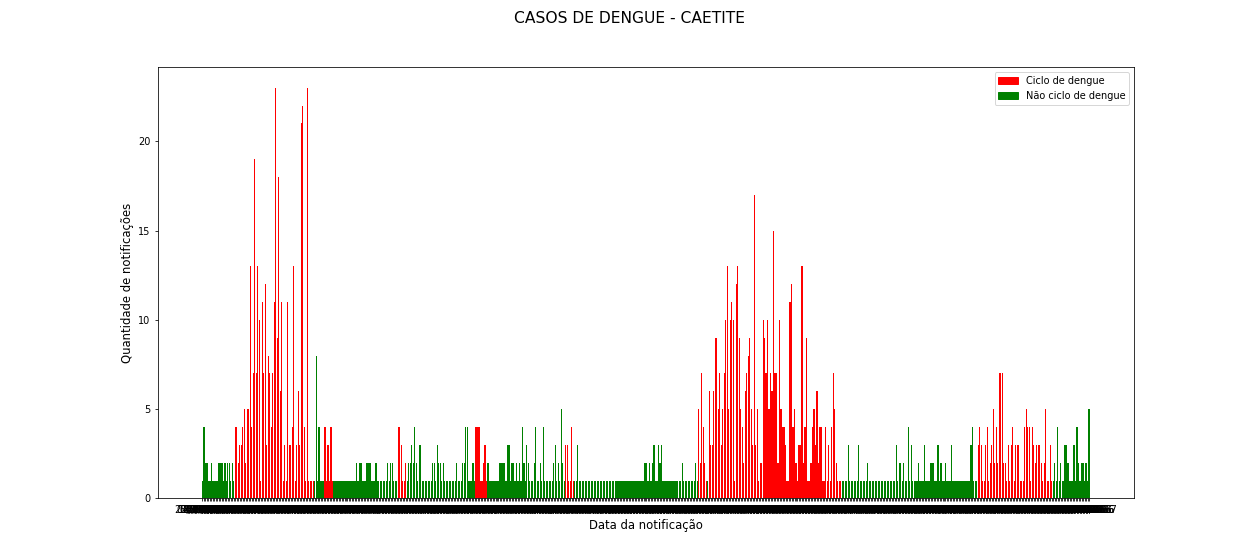 CASOS DE DENGUE - CAETITE
Ciclo de dengue
Não ciclo de dengue
20
15
10
5
0
Quantidade de notificações
Data da notificação